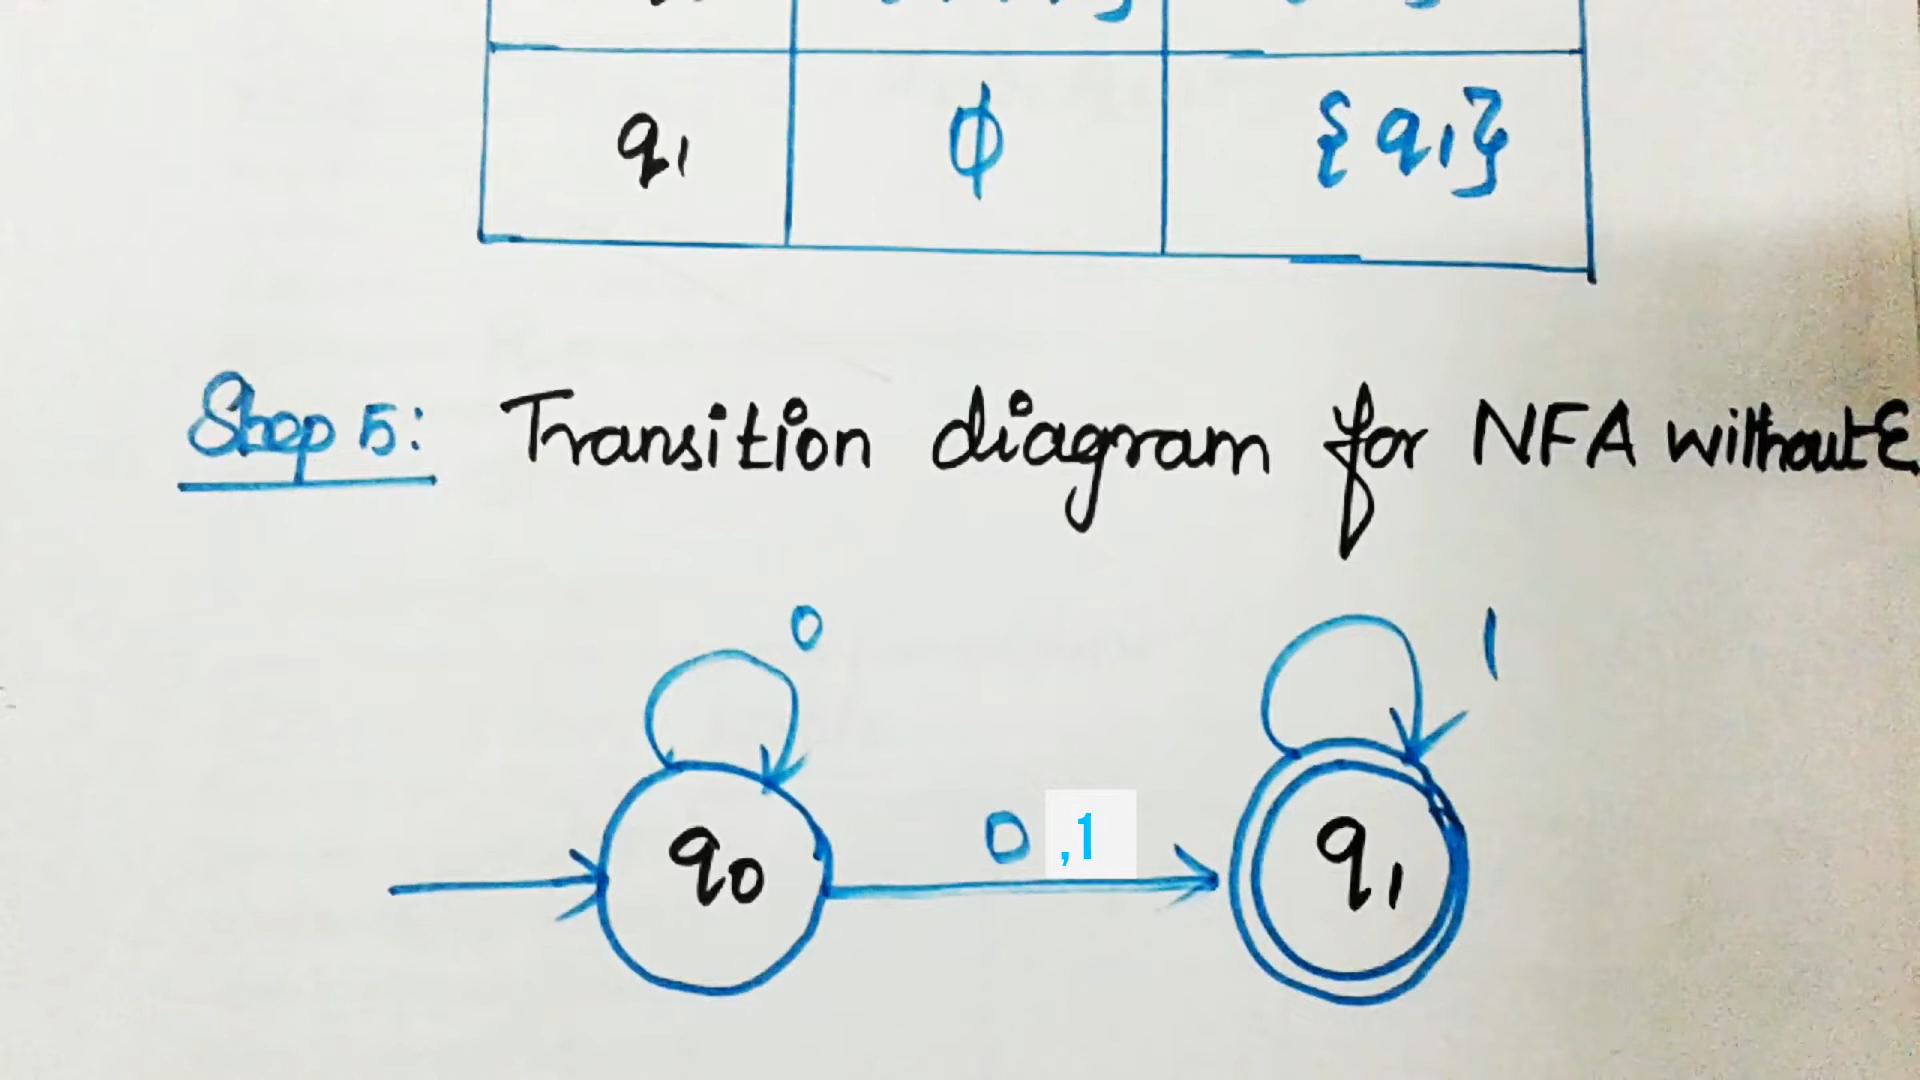 q1 ϕ {q1}
Step 5: Transition diagram for NFA without ε
0 1
0 ,1
q0 q1